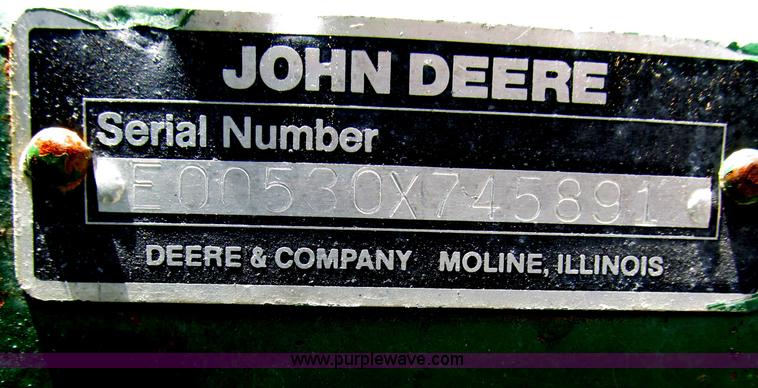 JOHN DEERE
Serial Number
E00530X745891
DEERE & COMPANY MOLINE, ILLINOIS
www.purplewave.com